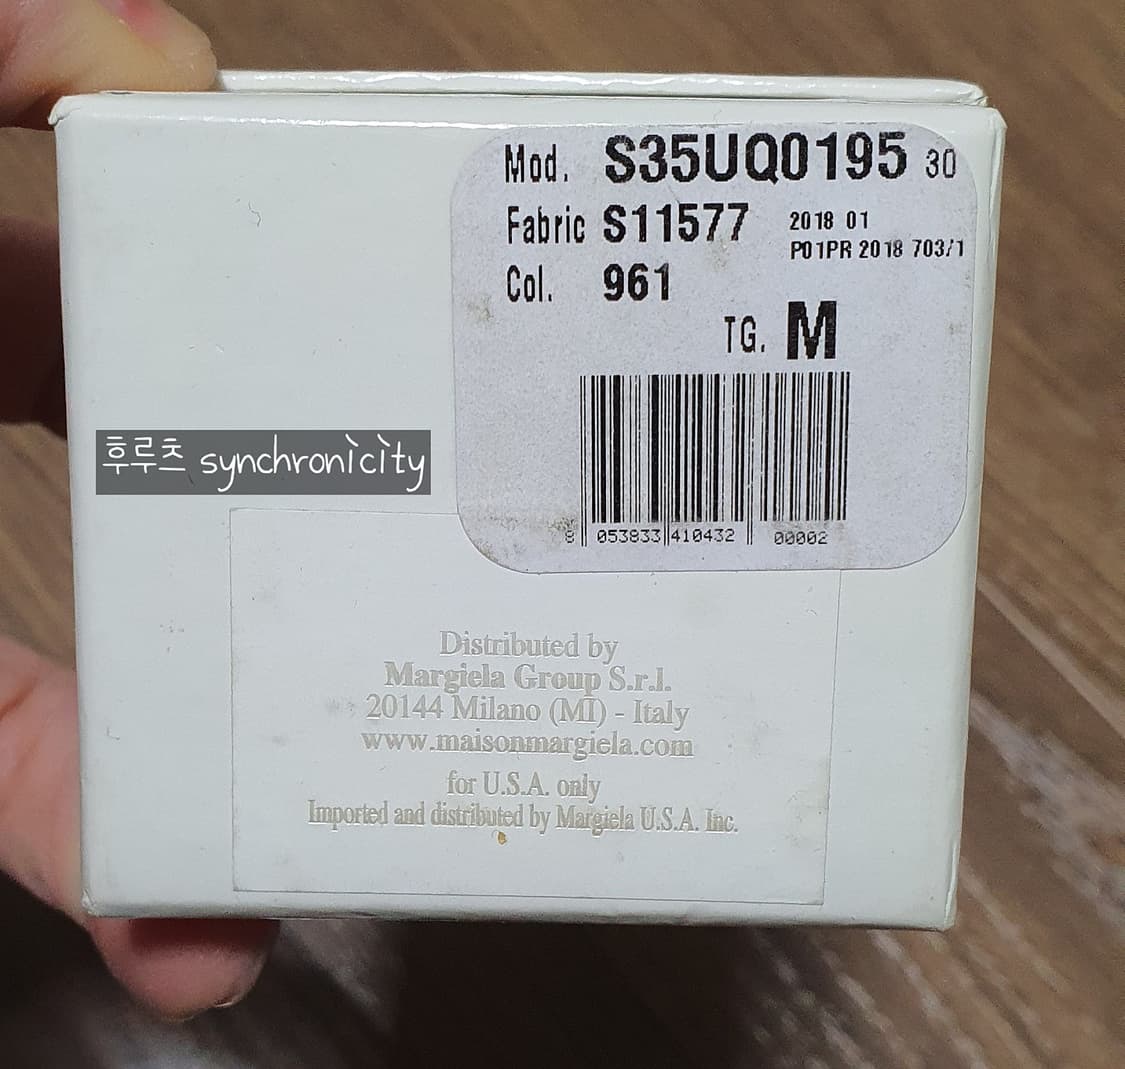 Mod. S35UQ0195 30
Fabric S11577 2018 01
P01PR 2018 703/1
Col. 961
TG. M
8 053833 410432 00002
후루츠 synchronicity
Distributed by
Margiela Group S.r.l.
20144 Milano (MI) - Italy
www.maisonmargiela.com
for U.S.A. only
Imported and distributed by Margiela U.S.A. Inc.